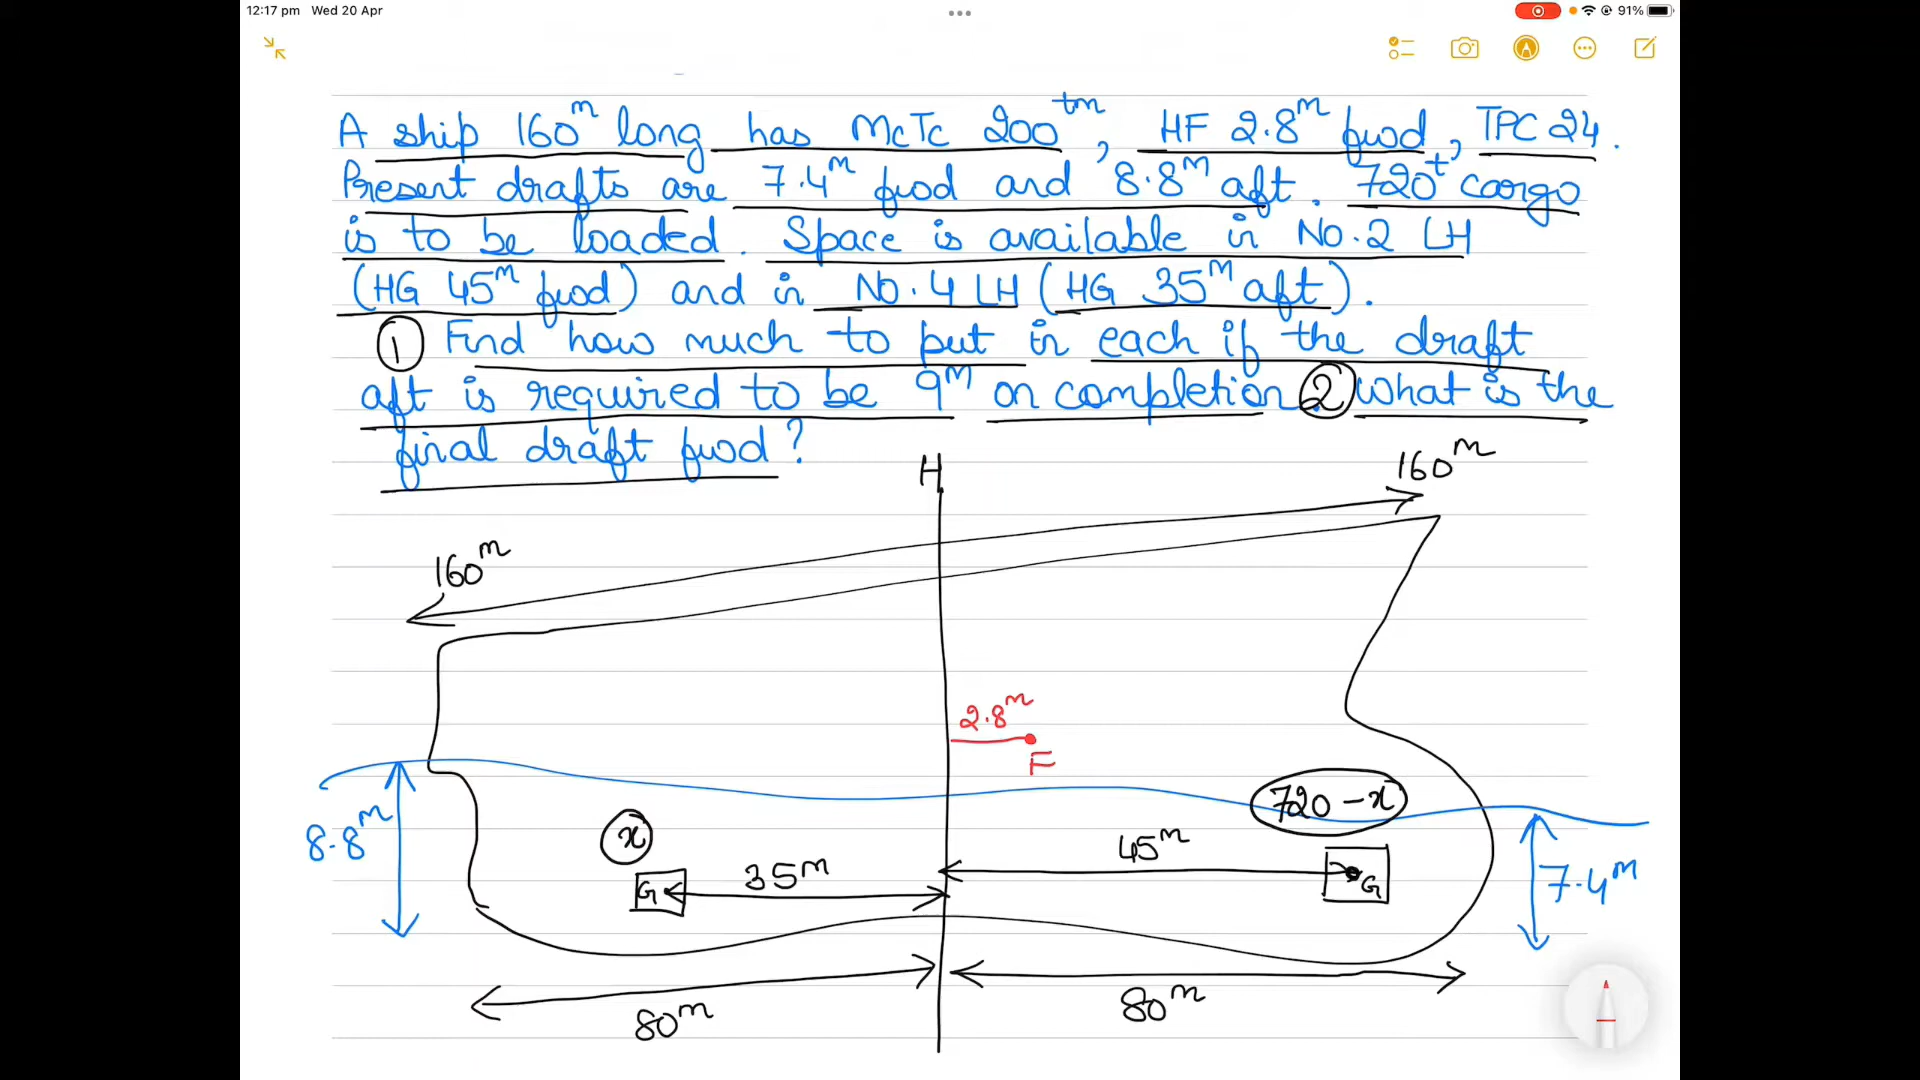 12:17 pm Wed 20 Apr
91%
A ship 160m long has McTc 200tm, HF 2.8m fwd, TPC 24.
Present drafts are 7.4m fwd and 8.8m aft. 720t cargo
is to be loaded. Space is available in No.2 LH
(HG 45m fwd) and in No.4 LH (HG 35m aft).
1 Find how much to put in each if the draft
aft is required to be 9m on completion. 2 What is the
final draft fwd?
H
160m
160m
2.8m
F
8.8m
x
720-x
7.4m
G
35m
45m
G
80m
80m